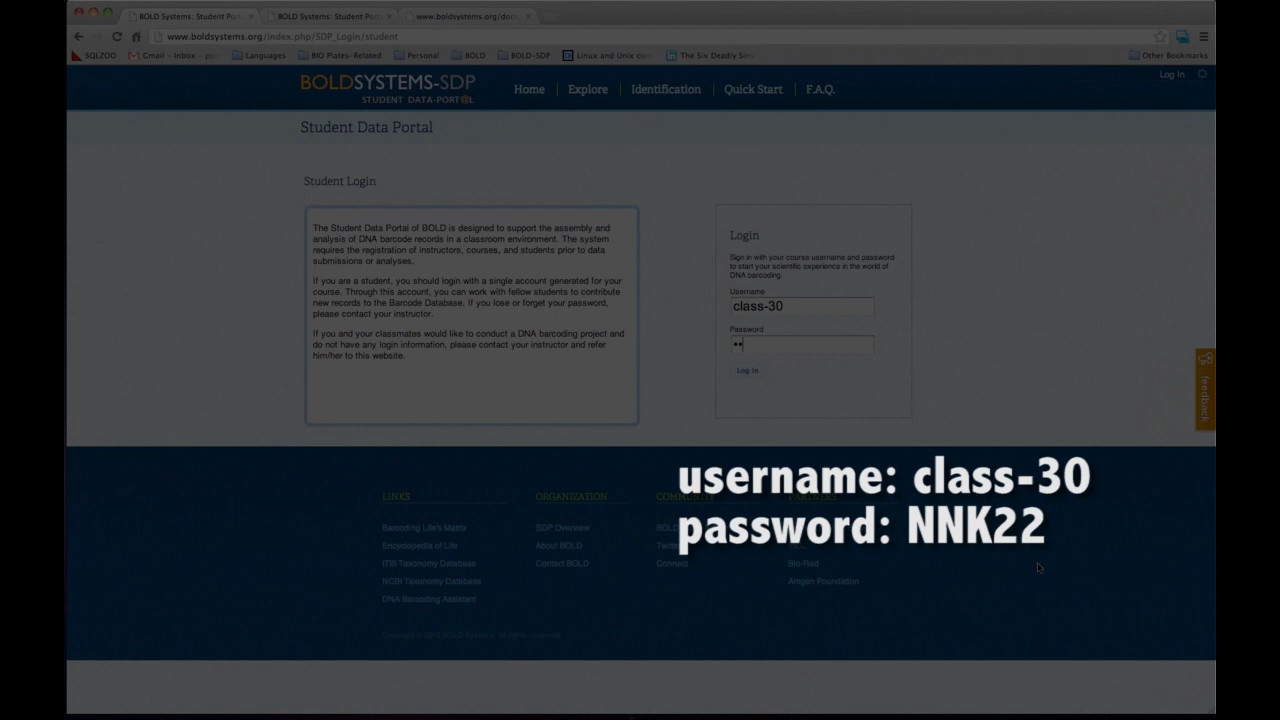 BOLD Systems: Student Port
BOLD Systems: Student Port
www.boldsystems.org/docs
www.boldsystems.org/index.php/SDP_Login/student
SQLZOO
Gmail - Inbox
Languages
BIO Plates-Related
Personal
BOLD
BOLD-SDP
Linux and Unix com
The Six Deadly Sins
Other Bookmarks
Log In
BOLDSYSTEMS-SDP
STUDENT DATA-PORT@L
Home
Explore
Identification
Quick Start
F.A.Q.
Student Data Portal
Student Login
The Student Data Portal of BOLD is designed to support the assembly and
analysis of DNA barcode records in a classroom environment. The system
requires the registration of instructors, courses, and students prior to data
submissions or analyses.
If you are a student, you should login with a single account generated for your
course. Through this account, you can work with fellow students to contribute
new records to the Barcode Database. If you lose or forget your password,
please contact your instructor.
If you and your classmates would like to conduct a DNA barcoding project and
do not have any login information, please contact your instructor and refer
him/her to this website.
Login
Sign in with your course username and password
to start your scientific experience in the world of
DNA barcoding.
Username
class-30
Password
••
Log In
feedback
username: class-30
password: NNK22
LINKS
Barcoding Life's Matrix
Encyclopedia of Life
ITIS Taxonomy Database
NCBI Taxonomy Database
DNA Barcoding Assistant
ORGANIZATION
SDP Overview
About BOLD
Contact BOLD
COMMUNITY
BOLD
Twitt
Connect
PARTNERS
Bio-Rad
Amgen Foundation